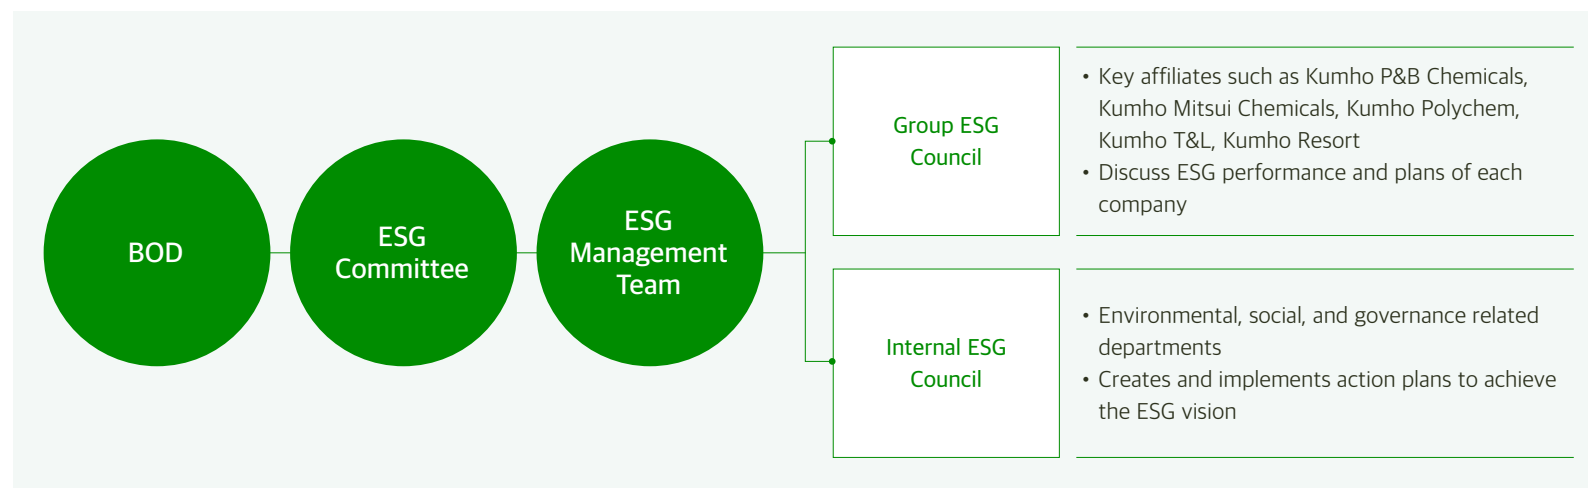 BOD
ESG
Committee
ESG
Management
Team
Group ESG
Council
• Key affiliates such as Kumho P&B Chemicals,
Kumho Mitsui Chemicals, Kumho Polychem,
Kumho T&L, Kumho Resort
• Discuss ESG performance and plans of each
company
Internal ESG
Council
• Environmental, social, and governance related
departments
• Creates and implements action plans to achieve
the ESG vision